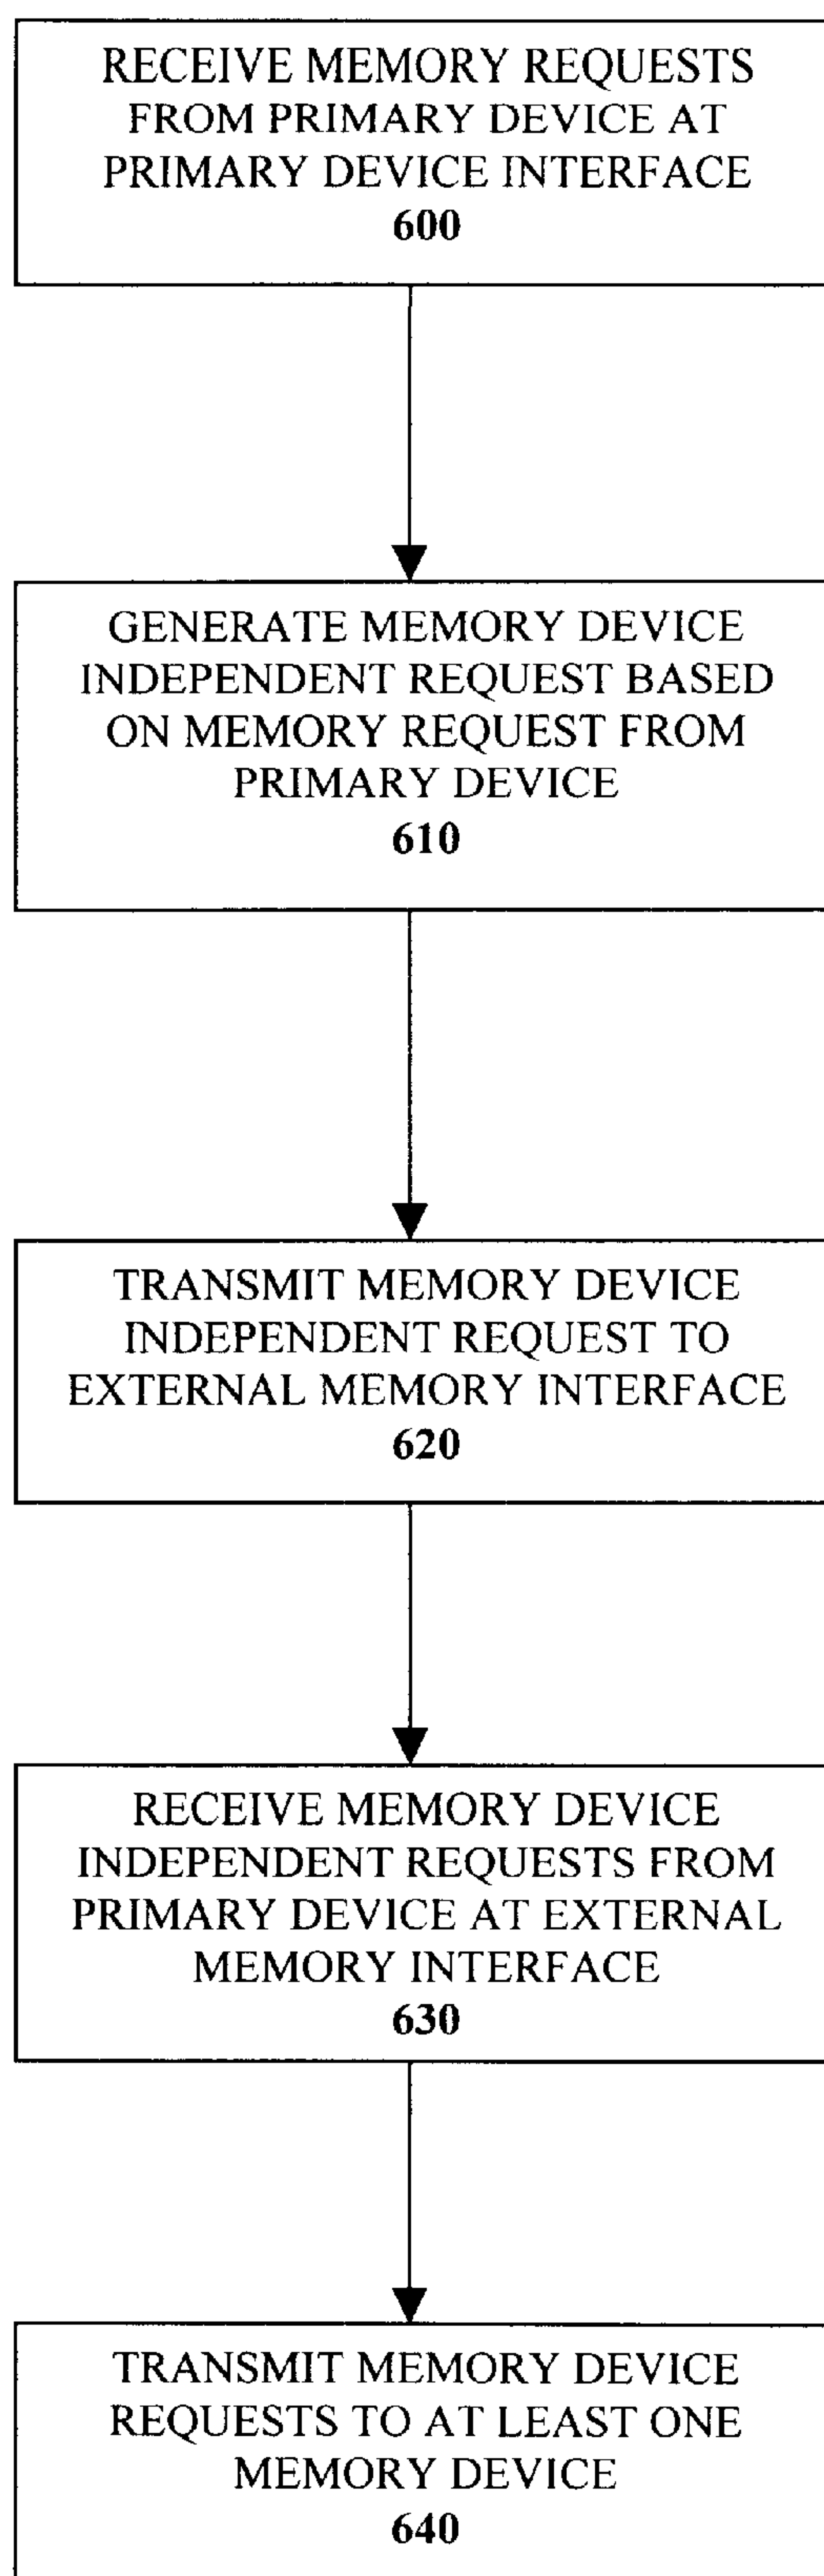 RECEIVE MEMORY REQUESTS
FROM PRIMARY DEVICE AT
PRIMARY DEVICE INTERFACE
600
GENERATE MEMORY DEVICE
INDEPENDENT REQUEST BASED
ON MEMORY REQUEST FROM
PRIMARY DEVICE
610
TRANSMIT MEMORY DEVICE
INDEPENDENT REQUEST TO
EXTERNAL MEMORY INTERFACE
620
RECEIVE MEMORY DEVICE
INDEPENDENT REQUESTS FROM
PRIMARY DEVICE AT EXTERNAL
MEMORY INTERFACE
630
TRANSMIT MEMORY DEVICE
REQUESTS TO AT LEAST ONE
MEMORY DEVICE
640